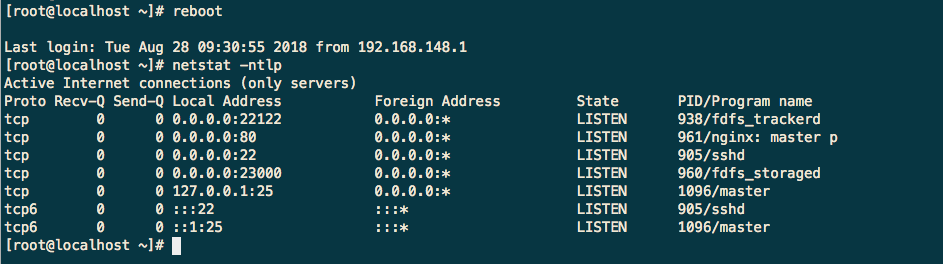 [root@localhost ~]# reboot
Last login: Tue Aug 28 09:30:55 2018 from 192.168.148.1
[root@localhost ~]# netstat -ntlp
Active Internet connections (only servers)
Proto Recv-Q Send-Q Local Address           Foreign Address         State       PID/Program name
tcp        0      0 0.0.0.0:22122           0.0.0.0:*               LISTEN      938/fdfs_trackerd
tcp        0      0 0.0.0.0:80              0.0.0.0:*               LISTEN      961/nginx: master p
tcp        0      0 0.0.0.0:22              0.0.0.0:*               LISTEN      905/sshd
tcp        0      0 0.0.0.0:23000           0.0.0.0:*               LISTEN      960/fdfs_storaged
tcp        0      0 127.0.0.1:25            0.0.0.0:*               LISTEN      1096/master
tcp6       0      0 :::22                   :::*                    LISTEN      905/sshd
tcp6       0      0 ::1:25                  :::*                    LISTEN      1096/master
[root@localhost ~]#